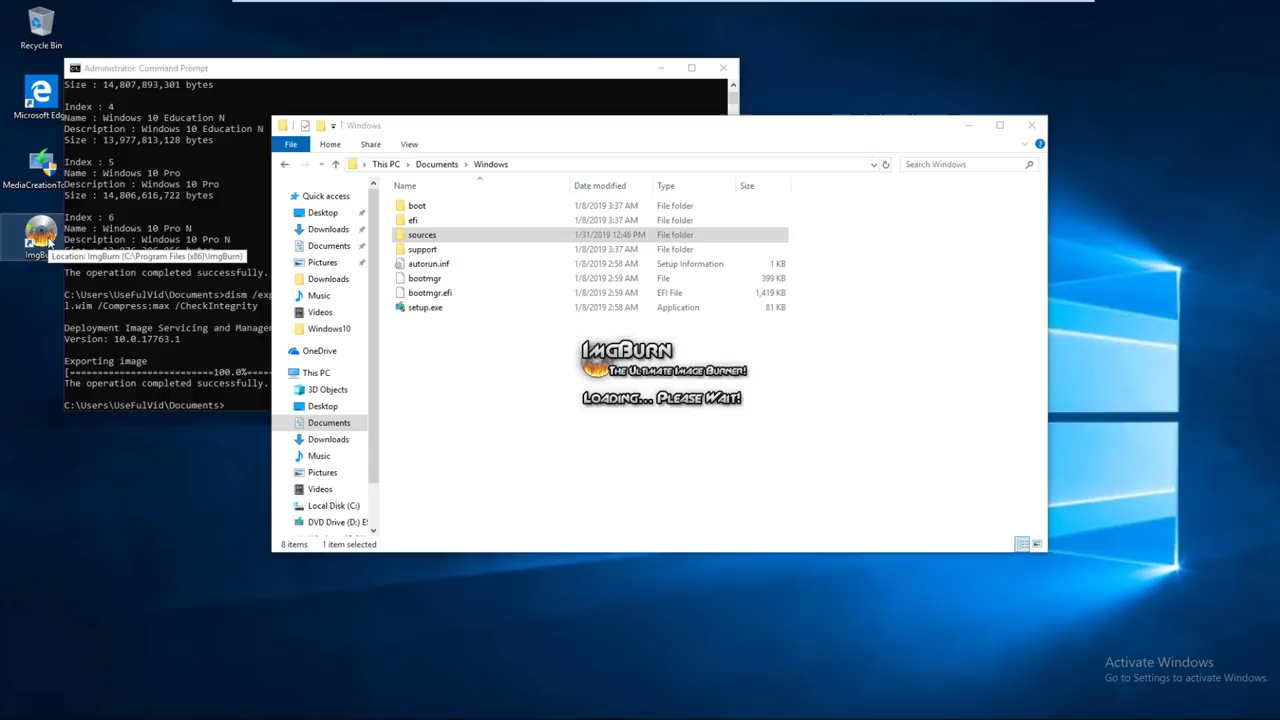 Recycle Bin
Microsoft Edg
MediaCreationTo
ImgBu
Location: ImgBurn (C:\Program Files (x86)\ImgBurn)
Administrator: Command Prompt
Size : 14,807,893,301 bytes
Index : 4
Name : Windows 10 Education N
Description : Windows 10 Education N
Size : 13,977,813,128 bytes
Index : 5
Name : Windows 10 Pro
Description : Windows 10 Pro
Size : 14,806,616,722 bytes
Index : 6
Name : Windows 10 Pro N
Description : Windows 10 Pro N
The operation completed successfully.
C:\Users\UseFulVid\Documents>dism /exp
l.wim /Compress:max /CheckIntegrity
Deployment Image Servicing and Manage
Version: 10.0.17763.1
Exporting image
[==========================100.0%==
The operation completed successfully.
C:\Users\UseFulVid\Documents>
Windows
File Home Share View
This PC > Documents > Windows
Search Windows
Quick access
Desktop
Downloads
Documents
Pictures
Downloads
Music
Videos
Windows10
OneDrive
This PC
3D Objects
Desktop
Documents
Downloads
Music
Pictures
Videos
Local Disk (C:)
DVD Drive (D:) ES
Name Date modified Type Size
boot 1/8/2019 3:37 AM File folder
efi 1/8/2019 3:37 AM File folder
sources 1/31/2019 12:46 PM File folder
support 1/8/2019 3:37 AM File folder
autorun.inf 1/8/2019 2:58 AM Setup Information 1 KB
bootmgr 1/8/2019 2:59 AM File 399 KB
bootmgr.efi 1/8/2019 2:59 AM EFI File 1,419 KB
setup.exe 1/8/2019 2:58 AM Application 81 KB
ImgBurn
The Ultimate Image Burner!
Loading... Please Wait!
8 items 1 item selected
Activate Windows
Go to Settings to activate Windows.